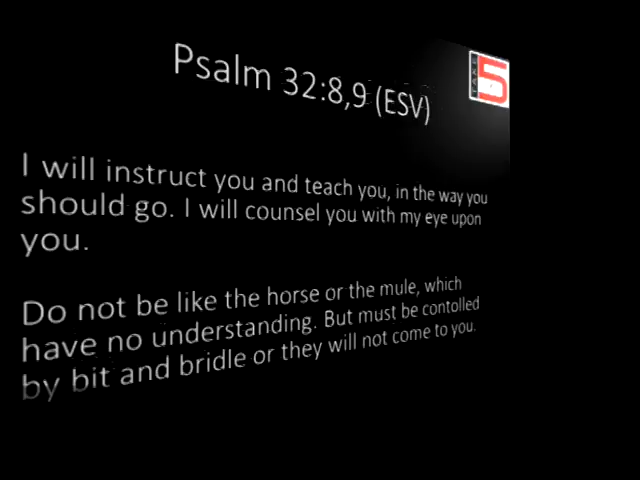 Psalm 32:8,9 (ESV)
TAKE
5
I will instruct you and teach you, in the way you
should go. I will counsel you with my eye upon
you.
Do not be like the horse or the mule, which
have no understanding. But must be contolled
by bit and bridle or they will not come to you.